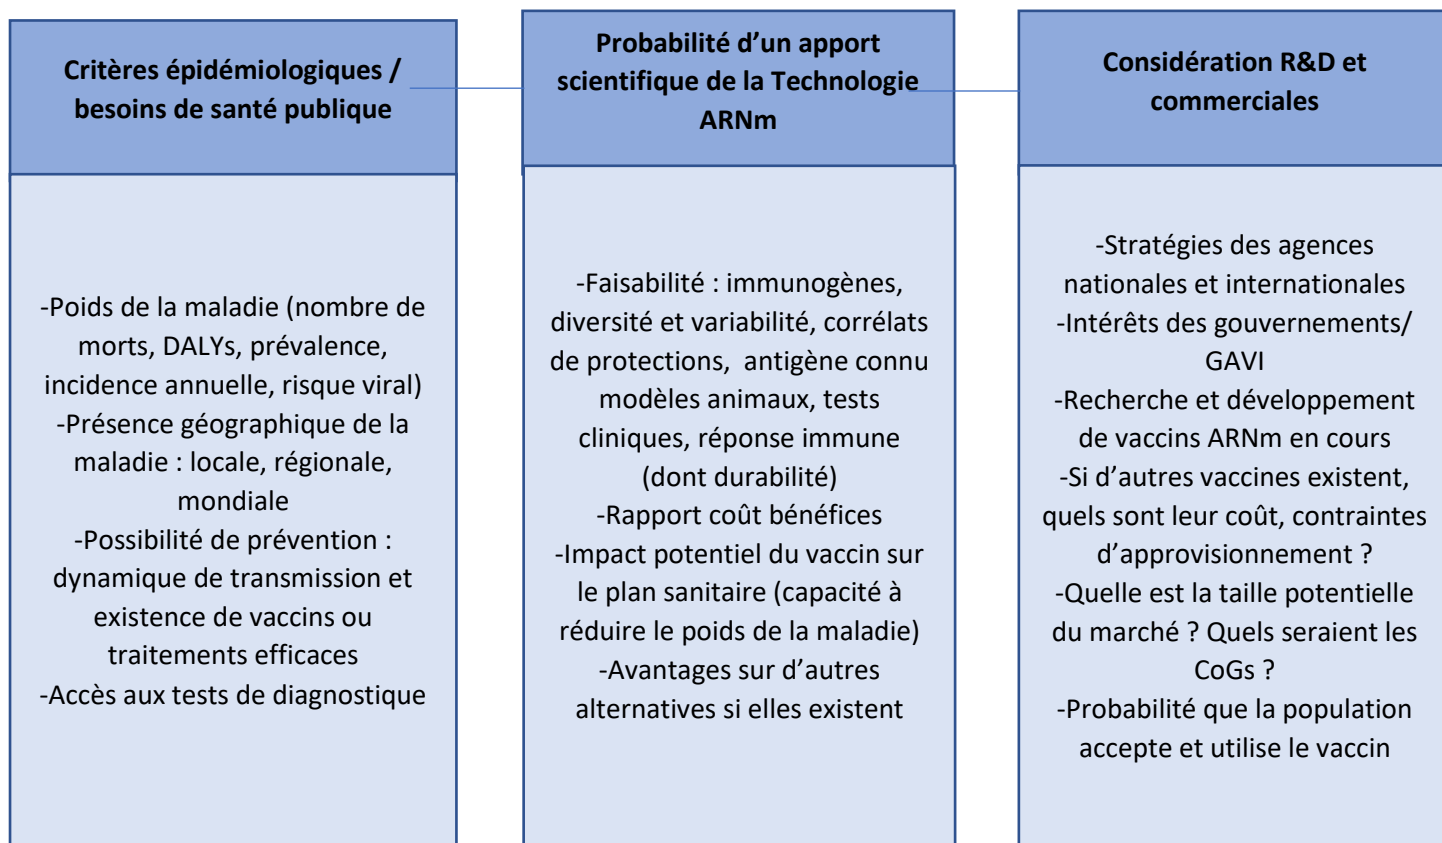 Critères épidémiologiques /
besoins de santé publique
-Poids de la maladie (nombre de
morts, DALYs, prévalence,
incidence annuelle, risque viral)
-Présence géographique de la
maladie : locale, régionale,
mondiale
-Possibilité de prévention :
dynamique de transmission et
existence de vaccins ou
traitements efficaces
-Accès aux tests de diagnostique
Probabilité d’un apport
scientifique de la Technologie
ARNm
-Faisabilité : immunogènes,
diversité et variabilité, corrélats
de protections, antigène connu
modèles animaux, tests
cliniques, réponse immune
(dont durabilité)
-Rapport coût bénéfices
-Impact potentiel du vaccin sur
le plan sanitaire (capacité à
réduire le poids de la maladie)
-Avantages sur d’autres
alternatives si elles existent
Considération R&D et
commerciales
-Stratégies des agences
nationales et internationales
-Intérêts des gouvernements/
GAVI
-Recherche et développement
de vaccins ARNm en cours
-Si d’autres vaccines existent,
quels sont leur coût, contraintes
d’approvisionnement ?
-Quelle est la taille potentielle
du marché ? Quels seraient les
CoGs ?
-Probabilité que la population
accepte et utilise le vaccin